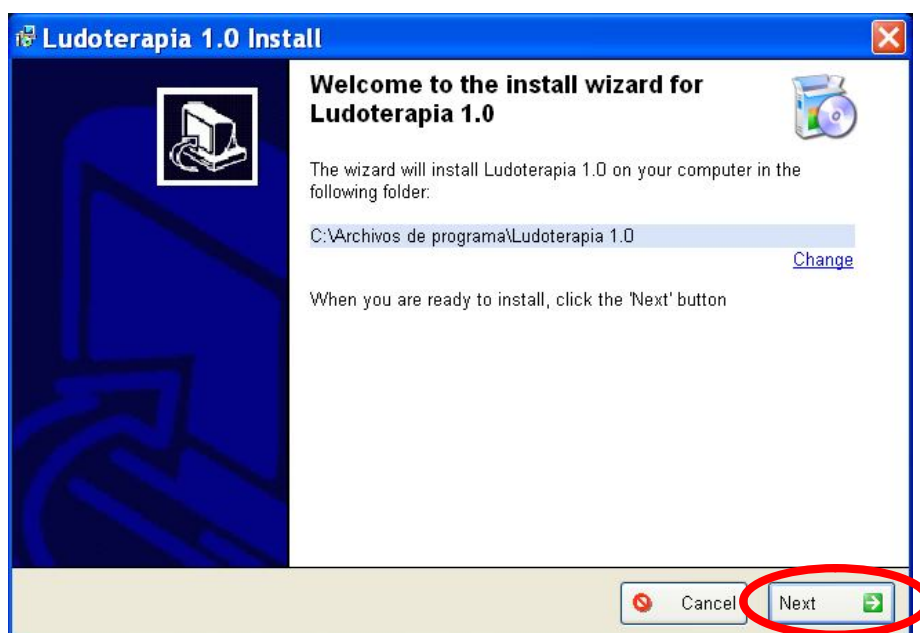 Ludoterapia 1.0 Install
Welcome to the install wizard for
Ludoterapia 1.0
The wizard will install Ludoterapia 1.0 on your computer in the
following folder:
C:\Archivos de programa\Ludoterapia 1.0
Change
When you are ready to install, click the 'Next' button
Cancel
Next